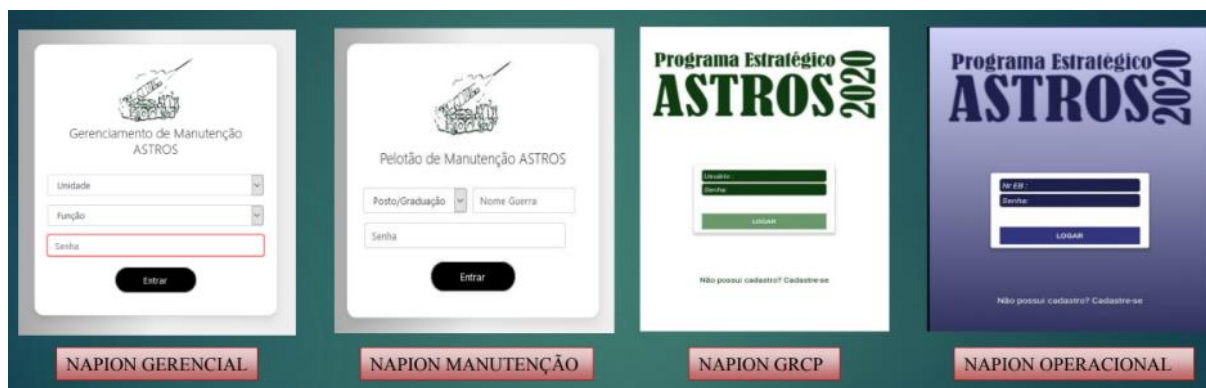 Gerenciamento de Manutenção
ASTROS
Unidade
Função
Senha
Entrar
NAPION GERENCIAL
Pelotão de Manutenção ASTROS
Posto/Graduação
Nome Guerra
Senha
Entrar
NAPION MANUTENÇÃO
Programa Estratégico
ASTROS 2020
Usuário :
Senha:
LOGAR
Não possui cadastro? Cadastre-se
NAPION GRCP
Programa Estratégico
ASTROS 2020
Nr EB :
Senha:
LOGAR
Não possui cadastro? Cadastre-se
NAPION OPERACIONAL